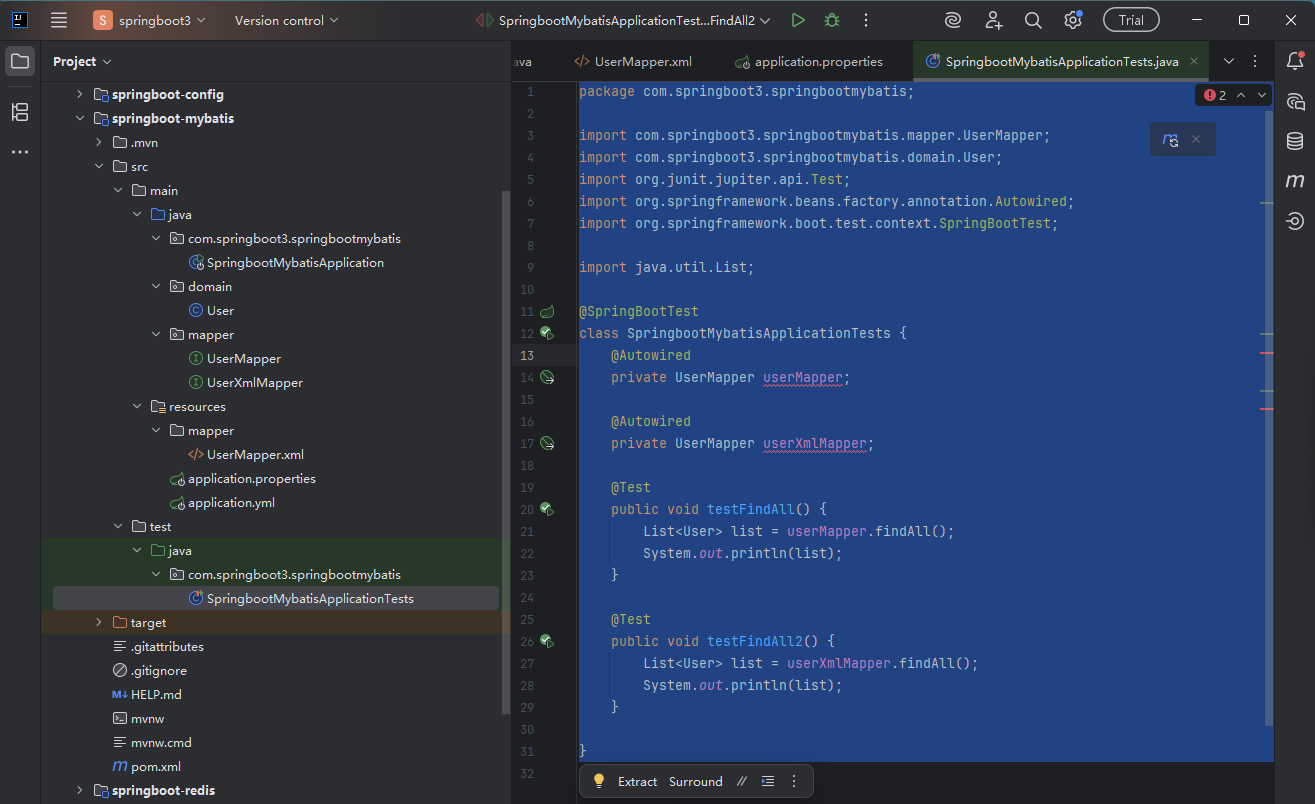 S springboot3 Version control SpringbootMybatisApplicationTest...FindAll2 Trial
Project
ava UserMapper.xml application.properties SpringbootMybatisApplicationTests.java
springboot-config
springboot-mybatis
.mvn
src
main
java
com.springboot3.springbootmybatis
SpringbootMybatisApplication
domain
User
mapper
UserMapper
UserXmlMapper
resources
mapper
UserMapper.xml
application.properties
application.yml
test
java
com.springboot3.springbootmybatis
SpringbootMybatisApplicationTests
target
.gitattributes
.gitignore
M↓ HELP.md
mvnw
mvnw.cmd
pom.xml
springboot-redis
2
1 package com.springboot3.springbootmybatis;
2
3 import com.springboot3.springbootmybatis.mapper.UserMapper;
4 import com.springboot3.springbootmybatis.domain.User;
5 import org.junit.jupiter.api.Test;
6 import org.springframework.beans.factory.annotation.Autowired;
7 import org.springframework.boot.test.context.SpringBootTest;
8
9 import java.util.List;
10
11 @SpringBootTest
12 class SpringbootMybatisApplicationTests {
13     @Autowired
14     private UserMapper userMapper;
15
16     @Autowired
17     private UserMapper userXmlMapper;
18
19     @Test
20     public void testFindAll() {
21         List<User> list = userMapper.findAll();
22         System.out.println(list);
23     }
24
25     @Test
26     public void testFindAll2() {
27         List<User> list = userXmlMapper.findAll();
28         System.out.println(list);
29     }
30
31 }
32
Extract Surround //